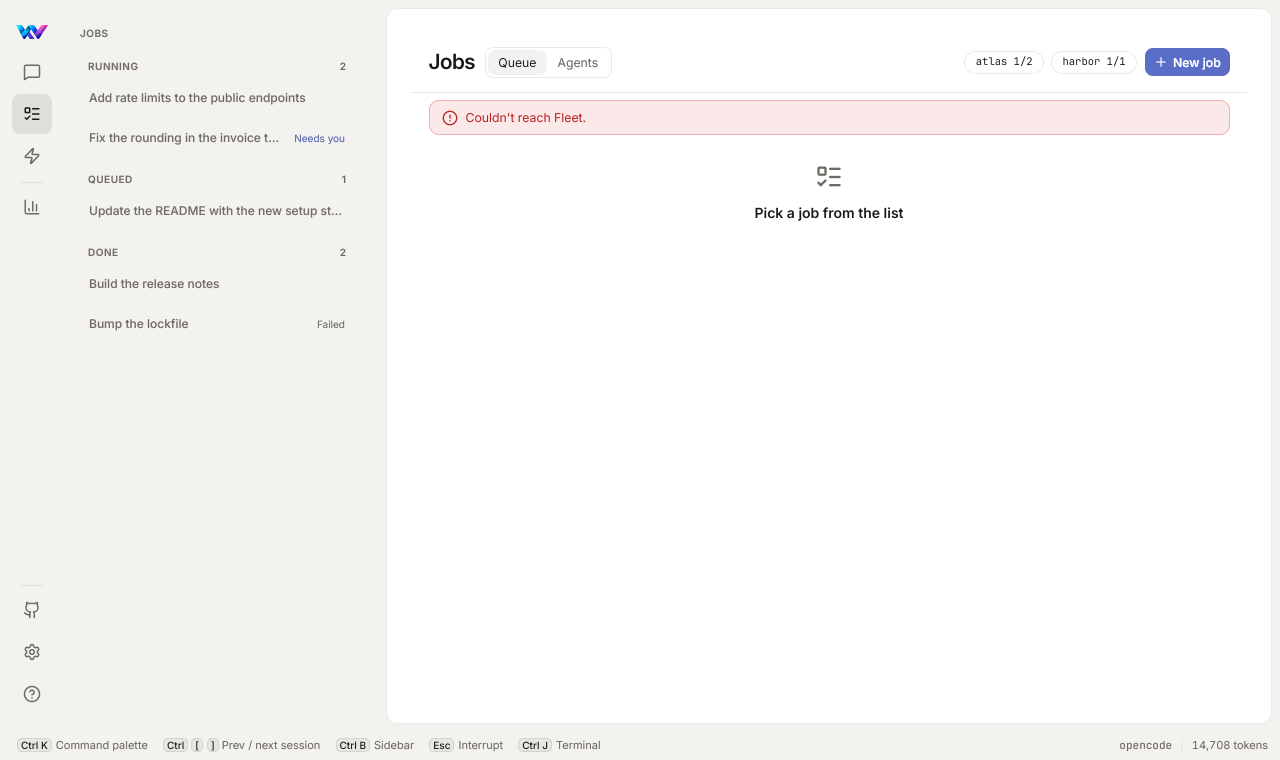 JOBS
RUNNING 2
Add rate limits to the public endpoints
Fix the rounding in the invoice t... Needs you
QUEUED 1
Update the README with the new setup st...
DONE 2
Build the release notes
Bump the lockfile Failed
Jobs Queue Agents atlas 1/2 harbor 1/1 New job
Couldn't reach Fleet.
Pick a job from the list
Ctrl K Command palette Ctrl [ ] Prev / next session Ctrl B Sidebar Esc Interrupt Ctrl J Terminal opencode 14,708 tokens